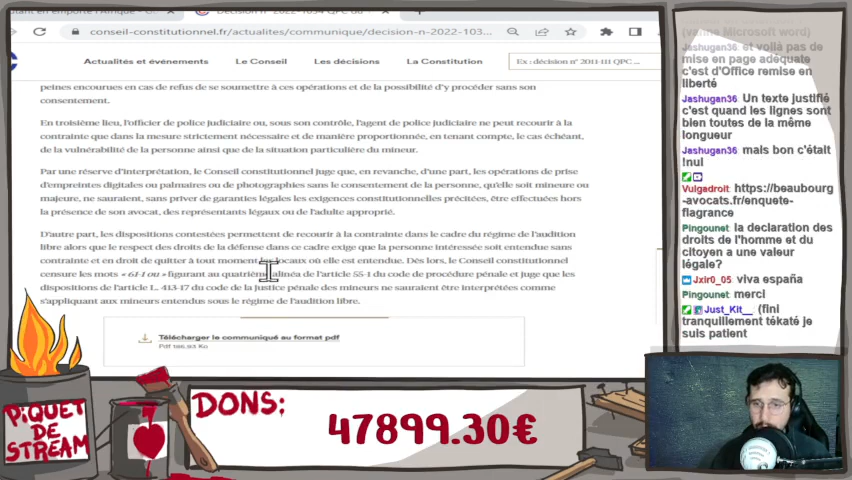 conseil-constitutionnel.fr/actualites/communique/decision-n-2022-103...
Actualités et événements
Le Conseil
Les décisions
La Constitution
Ex : décision n° 2011-111 QPC ...
peines encourues en cas de refus de se soumettre à ces opérations et de la possibilité d'y procéder sans son
consentement.
En troisième lieu, l'officier de police judiciaire ou, sous son contrôle, l'agent de police judiciaire ne peut recourir à la
contrainte que dans la mesure strictement nécessaire et de manière proportionnée, en tenant compte, le cas échéant,
de la vulnérabilité de la personne ainsi que de la situation particulière du mineur.
Par une réserve d'interprétation, le Conseil constitutionnel juge que, en revanche, d'une part, les opérations de prise
d'empreintes digitales ou palmaires ou de photographies sans le consentement de la personne, qu'elle soit mineure ou
majeure, ne sauraient, sans priver de garanties légales les exigences constitutionnelles précitées, être effectuées hors
la présence de son avocat, des représentants légaux ou de l'adulte approprié.
D'autre part, les dispositions contestées permettent de recourir à la contrainte dans le cadre du régime de l'audition
libre alors que le respect des droits de la défense dans ce cadre exige que la personne intéressée soit entendue sans
contrainte et en droit de quitter à tout moment locaux où elle est entendue. Dès lors, le Conseil constitutionnel
censure les mots « 61-1 ou » figurant au quatrième alinéa de l'article 55-1 du code de procédure pénale et juge que les
dispositions de l'article L. 413-17 du code de la justice pénale des mineurs ne sauraient être interprétées comme
s'appliquant aux mineurs entendus sous le régime de l'audition libre.
Télécharger le communiqué au format pdf
(vanne Microsoft word)
Jashugan36: et voilà pas de
mise en page adéquate
c'est d'Office remise en
liberté
Jashugan36: Un texte justifié
c'est quand les lignes sont
bien toutes de la même
longueur
Jashugan36: mais bon c'était
!nul
Vulgadroit: https://beaubourg
-avocats.fr/enquete-
flagrance
Pingounet: la declaration des
droits de l'homme et du
citoyen a une valeur
légale?
Jxir0_05: viva españa
Pingounet: merci
Just_Kit__: (fini
tranquillement tékaté je
suis patient
PiQUET
DE
STREAM
DONS:
47899.30€